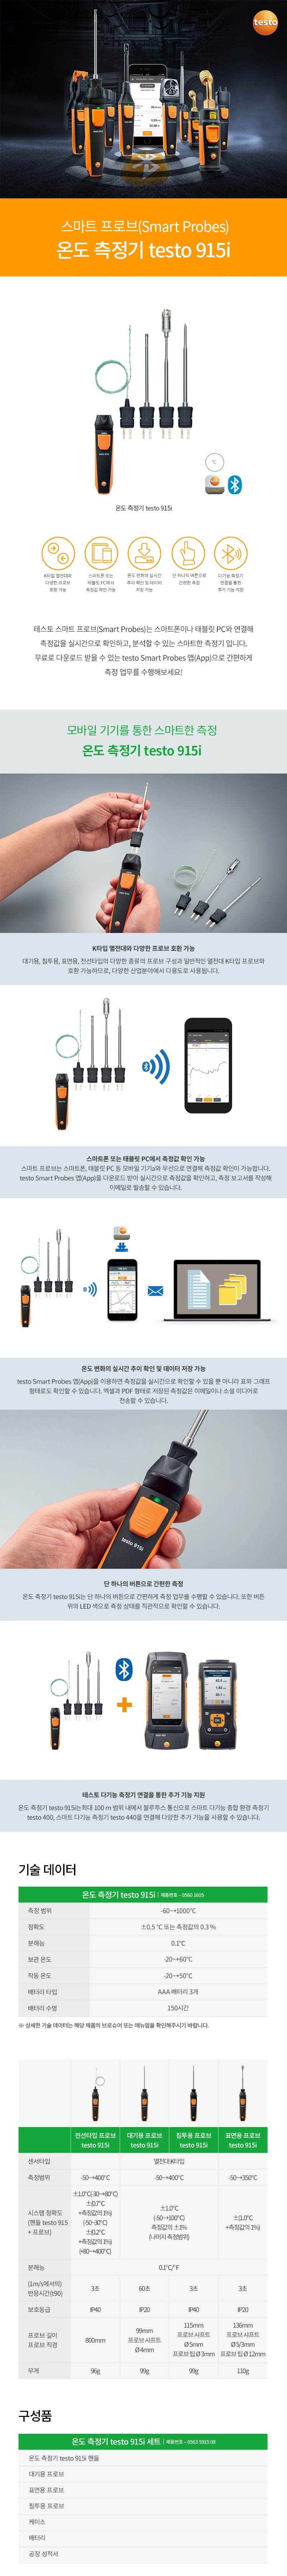 testo
스마트 프로브(Smart Probes)
온도 측정기 testo 915i
℃
온도 측정기 testo 915i
K타입 열전대와
다양한 프로브
호환 가능
스마트폰 또는
태블릿 PC에서
측정값 확인 가능
온도 변화의 실시간
추이 확인 및 데이터
저장 가능
단 하나의 버튼으로
간편한 측정
다기능 측정기
연결을 통한
추가 기능 지원
테스토 스마트 프로브(Smart Probes)는 스마트폰이나 태블릿 PC와 연결해
측정값을 실시간으로 확인하고, 분석할 수 있는 스마트한 측정기 입니다.
무료로 다운로드 받을 수 있는 testo Smart Probes 앱(App)으로 간편하게
측정 업무를 수행해보세요!
모바일 기기를 통한 스마트한 측정
온도 측정기 testo 915i
K타입 열전대와 다양한 프로브 호환 가능
대기용, 침투용, 표면용, 전선타입의 다양한 종류의 프로브 구성과 일반적인 열전대 K타입 프로브와
호환 가능하므로, 다양한 산업분야에서 다용도로 사용됩니다.
스마트폰 또는 태블릿 PC에서 측정값 확인 가능
스마트 프로브는 스마트폰, 태블릿 PC 등 모바일 기기와 무선으로 연결해 측정값 확인이 가능합니다.
testo Smart Probes 앱(App)을 다운로드 받아 실시간으로 측정값을 확인하고, 측정 보고서를 작성해
이메일로 발송할 수 있습니다.
온도 변화의 실시간 추이 확인 및 데이터 저장 가능
testo Smart Probes 앱(App)을 이용하면 측정값을 실시간으로 확인할 수 있을 뿐 아니라 표와 그래프
형태로도 확인할 수 있습니다. 엑셀과 PDF 형태로 저장된 측정값은 이메일이나 소셜 미디어로
전송할 수 있습니다.
testo 915i
단 하나의 버튼으로 간편한 측정
온도 측정기 testo 915i는 단 하나의 버튼으로 간편하게 측정 업무를 수행할 수 있습니다. 또한 버튼
위의 LED 색으로 측정 상태를 직관적으로 확인할 수 있습니다.
테스토 다기능 측정기 연결을 통한 추가 기능 지원
온도 측정기 testo 915i는최대 100 m 범위 내에서 블루투스 통신으로 스마트 다기능 종합 환경 측정기
testo 400, 스마트 다기능 측정기 testo 440을 연결해 다양한 추가 기능을 사용할 수 있습니다.
기술 데이터
온도 측정기 testo 915i | 제품번호 – 0560 1605
측정 범위 -60~+1000℃
정확도 ±0.5 ℃ 또는 측정값의 0.3 %
분해능 0.1℃
보관 온도 -20~+60℃
작동 온도 -20~+50℃
배터리 타입 AAA 배터리 3개
배터리 수명 150시간
※ 상세한 기술 데이터는 해당 제품의 브로슈어 또는 매뉴얼을 확인해주시기 바랍니다.
전선타입 프로브 대기용 프로브 침투용 프로브 표면용 프로브
testo 915i testo 915i testo 915i testo 915i
센서타입 열전대 K타입
측정범위 -50~+400℃ -50~+400℃ -50~+350℃
시스템 정확도
(핸들 testo 915
+ 프로브)
±1.0℃(-30~+80℃)
±(0.7℃
+측정값의 1%)
(-50~-30℃)
±(0.2℃
+측정값의 1%)
(+80~+400℃)
±1.0℃
(-50~+100℃)
측정값의 ±1%
(나머지 측정범위)
±(1.0℃
+측정값의 1%)
분해능 0.1℃/℉
(1m/s에서의)
반응시간(t90)
3초 60초 3초 3초
보호등급 IP40 IP20 IP40 IP20
프로브 길이
프로브 직경
800mm
99mm
프로브 샤프트
Ø 4mm
115mm
프로브 샤프트
Ø 5mm
프로브 팁 Ø 3mm
136mm
프로브 샤프트
Ø 5/3mm
프로브 팁 Ø 12mm
무게 96g 99g 99g 110g
구성품
온도 측정기 testo 915i 세트 | 제품번호 – 0563 5915 08
온도 측정기 testo 915i 핸들
대기용 프로브
표면용 프로브
침투용 프로브
케이스
배터리
공장 성적서